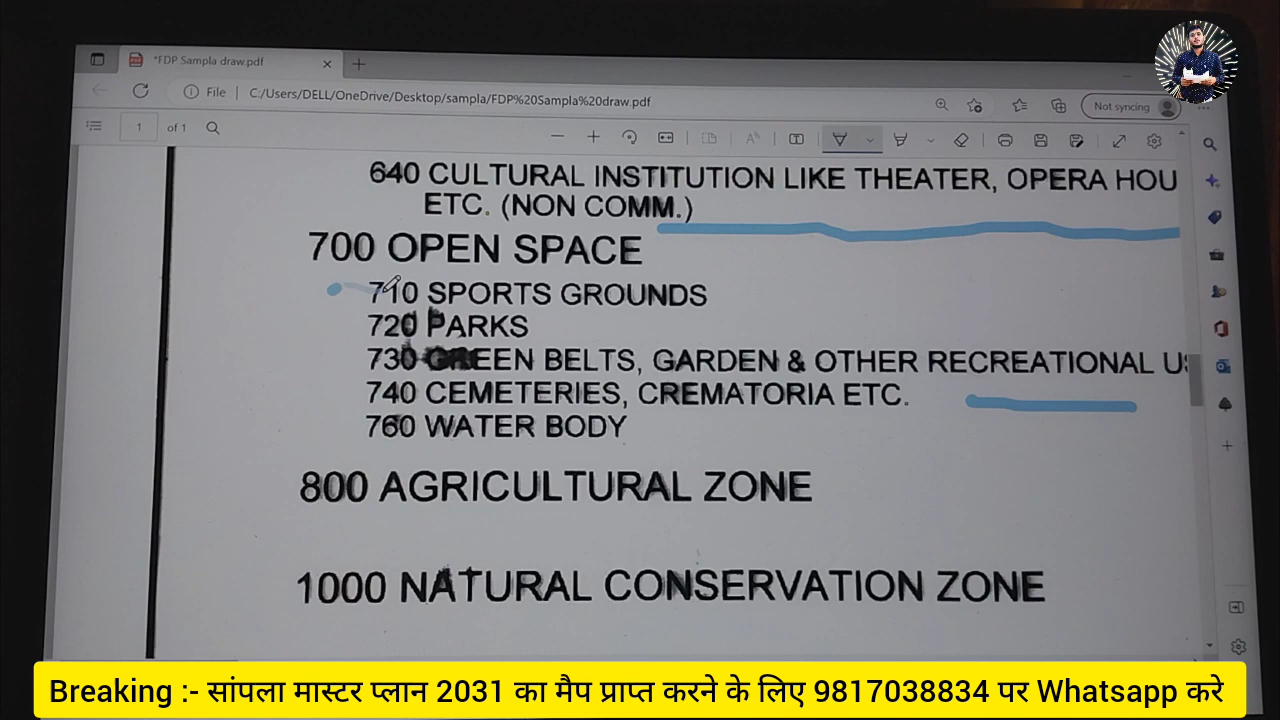 *FDP Sampla draw.pdf
File | C:/Users/DELL/OneDrive/Desktop/sampla/FDP%20Sampla%20draw.pdf
Not syncing
1 of 1
640 CULTURAL INSTITUTION LIKE THEATER, OPERA HOU
ETC. (NON COMM.)
700 OPEN SPACE
710 SPORTS GROUNDS
720 PARKS
730 GREEN BELTS, GARDEN & OTHER RECREATIONAL US
740 CEMETERIES, CREMATORIA ETC.
760 WATER BODY
800 AGRICULTURAL ZONE
1000 NATURAL CONSERVATION ZONE
Breaking :- सांपला मास्टर प्लान 2031 का मैप प्राप्त करने के लिए 9817038834 पर Whatsapp करे